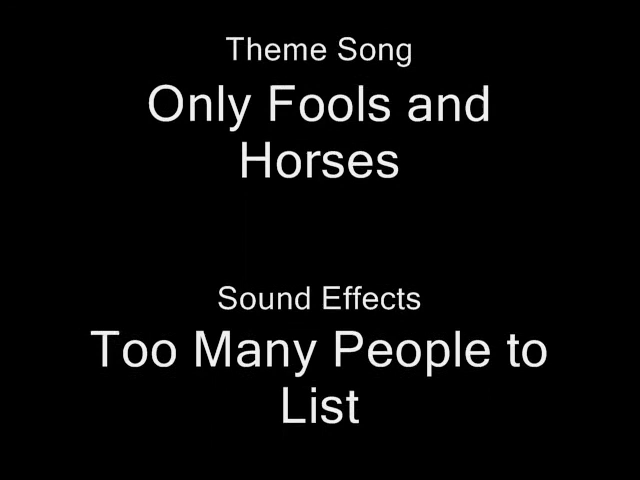 Theme Song
Only Fools and
Horses
Sound Effects
Too Many People to
List